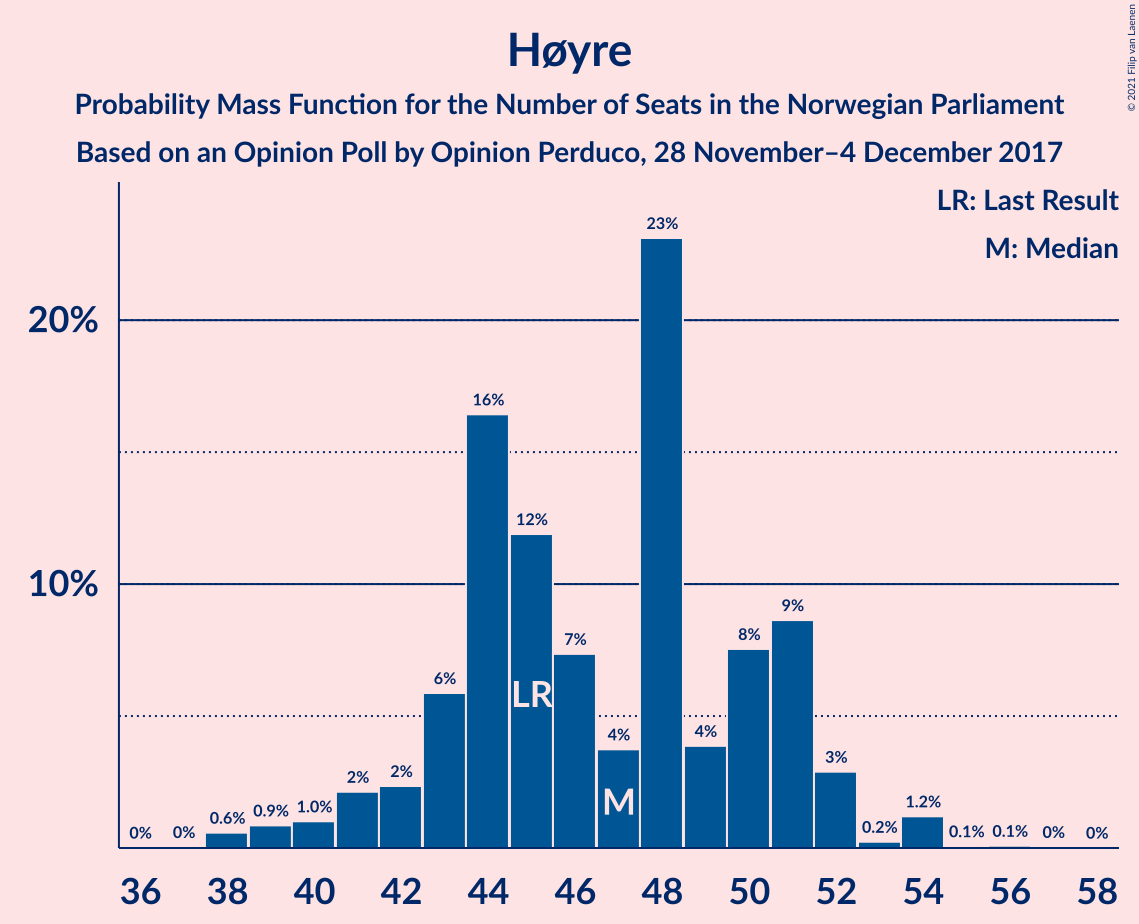 Høyre
Probability Mass Function for the Number of Seats in the Norwegian Parliament
Based on an Opinion Poll by Opinion Perduco, 28 November–4 December 2017
© 2021 Filip van Laenen
LR: Last Result
M: Median
20%
10%
0% 0% 0.6% 0.9% 1.0% 2% 2% 6% 16% 12% 7% 4% 23% 4% 8% 9% 3% 0.2% 1.2% 0.1% 0.1% 0% 0%
LR
M
36 38 40 42 44 46 48 50 52 54 56 58